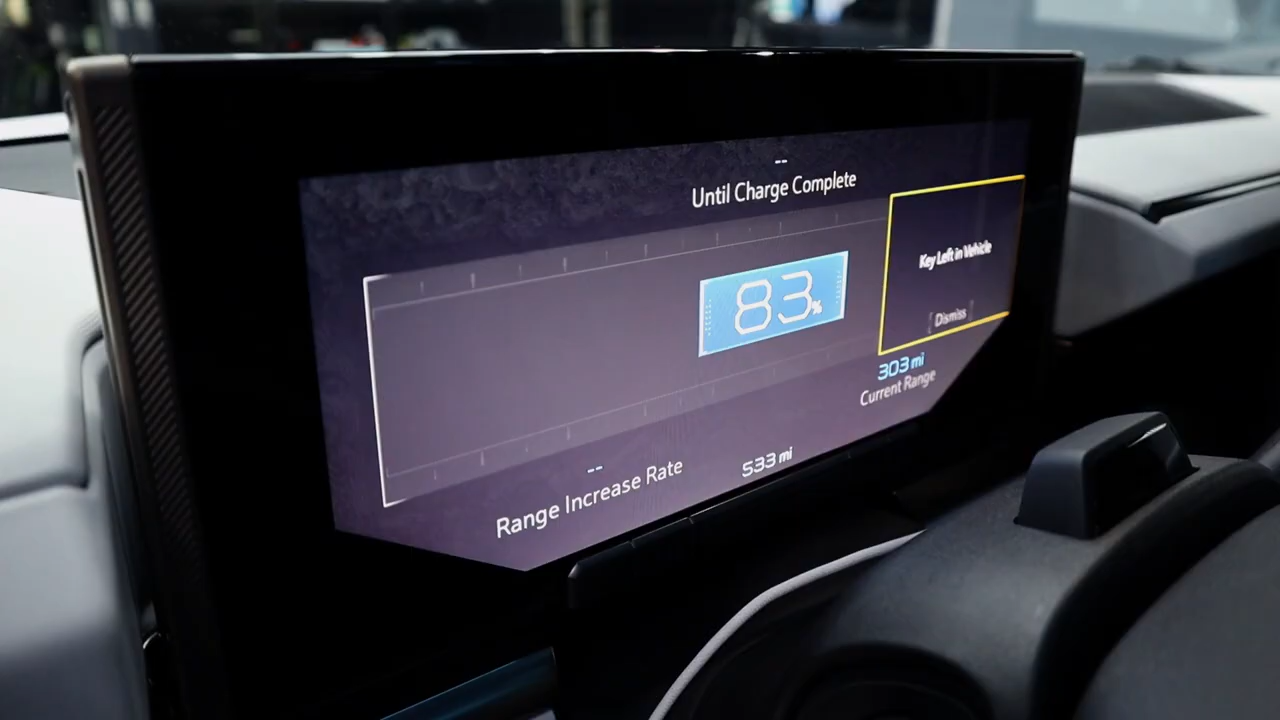 --
Until Charge Complete
83%
Key Left in Vehicle
Dismiss
303 mi
Current Range
--
Range Increase Rate
533 mi